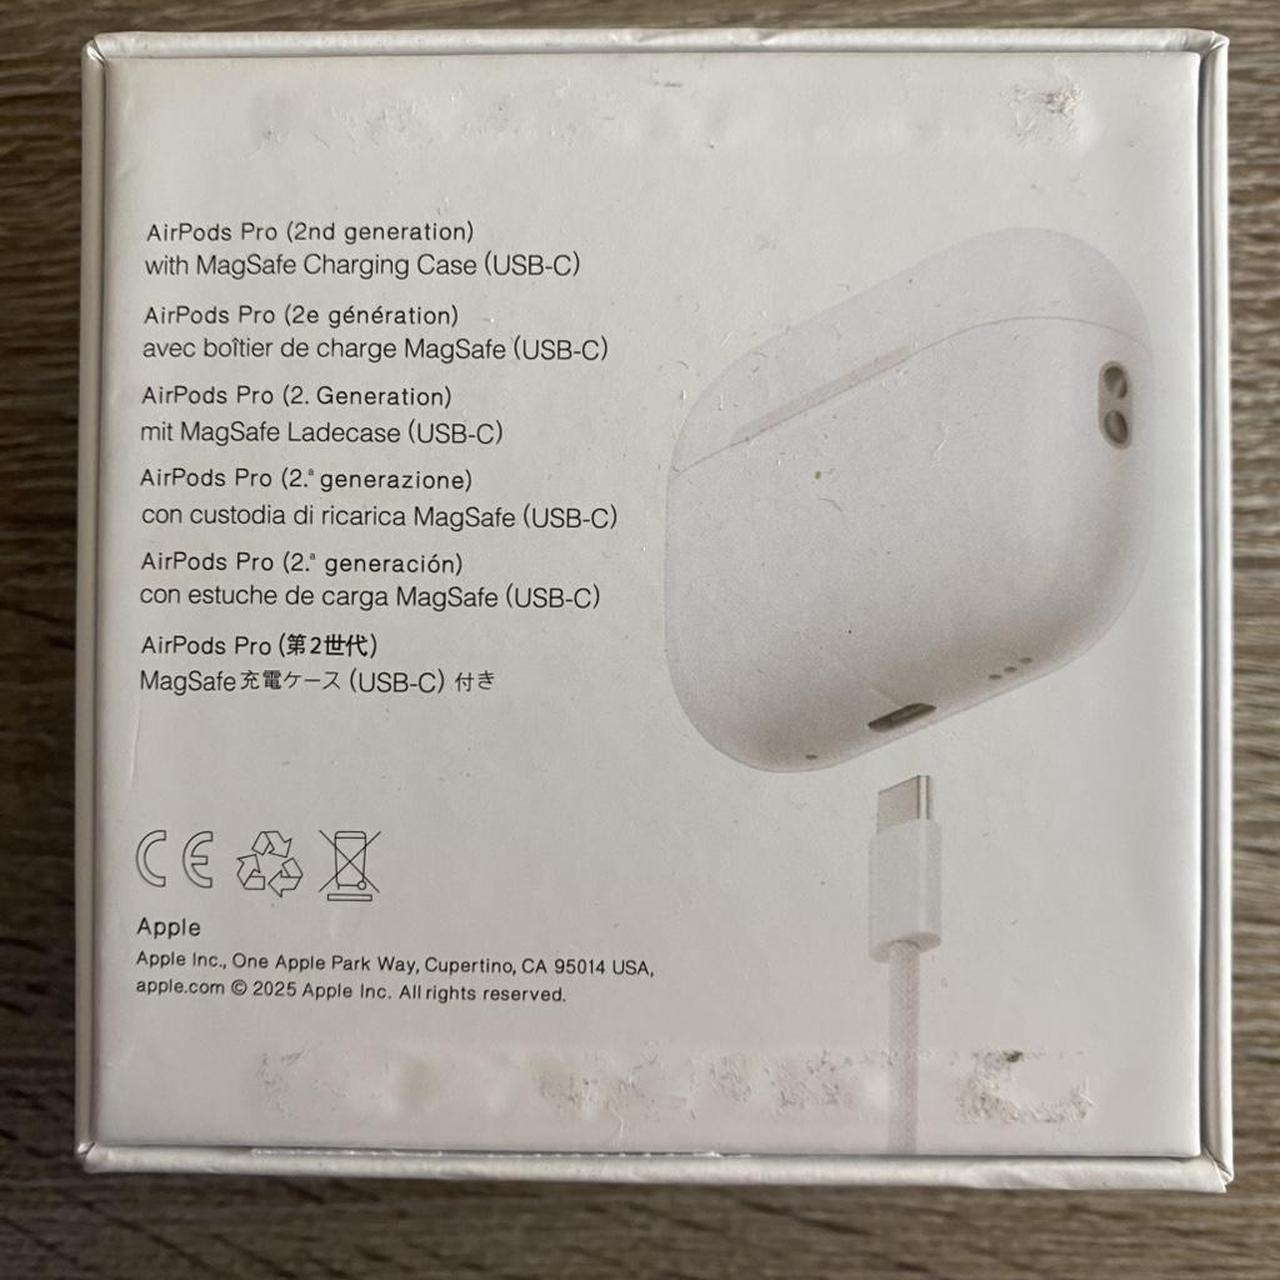 AirPods Pro (2nd generation)
with MagSafe Charging Case (USB-C)
AirPods Pro (2e génération)
avec boîtier de charge MagSafe (USB-C)
AirPods Pro (2. Generation)
mit MagSafe Ladecase (USB-C)
AirPods Pro (2.ª generazione)
con custodia di ricarica MagSafe (USB-C)
AirPods Pro (2.ª generación)
con estuche de carga MagSafe (USB-C)
AirPods Pro (第2世代)
MagSafe充電ケース (USB-C) 付き
CE
Apple
Apple Inc., One Apple Park Way, Cupertino, CA 95014 USA,
apple.com © 2025 Apple Inc. All rights reserved.